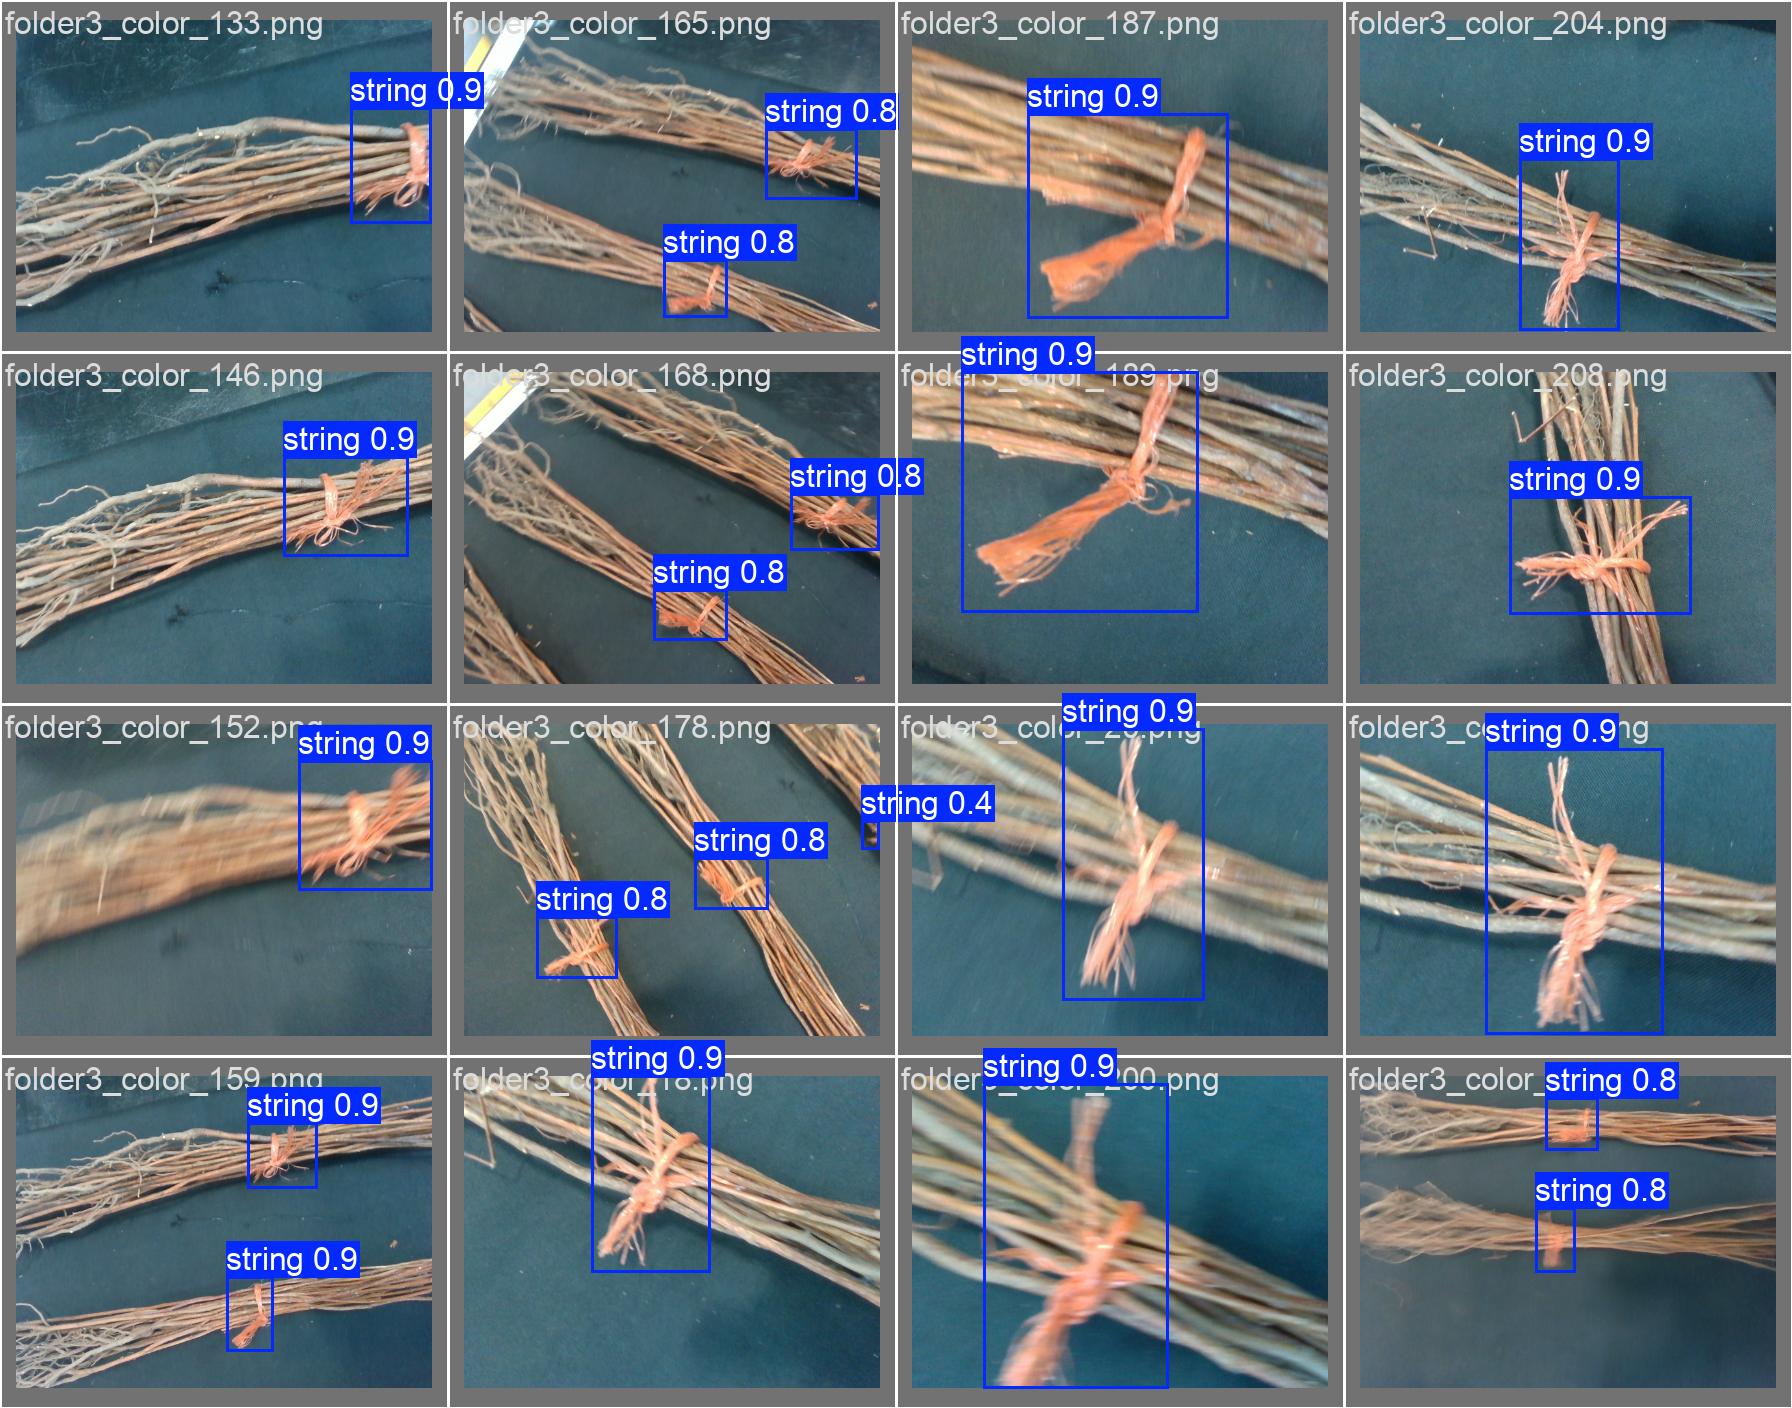 folder3_color_133.png
string 0.9
folder3_color_165.png
string 0.8
string 0.8
folder3_color_187.png
string 0.9
folder3_color_204.png
string 0.9
folder3_color_146.png
string 0.9
folder3_color_168.png
string 0.8
string 0.8
folder3_color_189.png
string 0.9
folder3_color_208.png
string 0.9
folder3_color_152.png
string 0.9
folder3_color_178.png
string 0.8
string 0.8
string 0.4
string 0.9
string 0.9
folder3_color_159.png
string 0.9
string 0.9
string 0.9
string 0.9
folder3_color
string 0.8
string 0.8